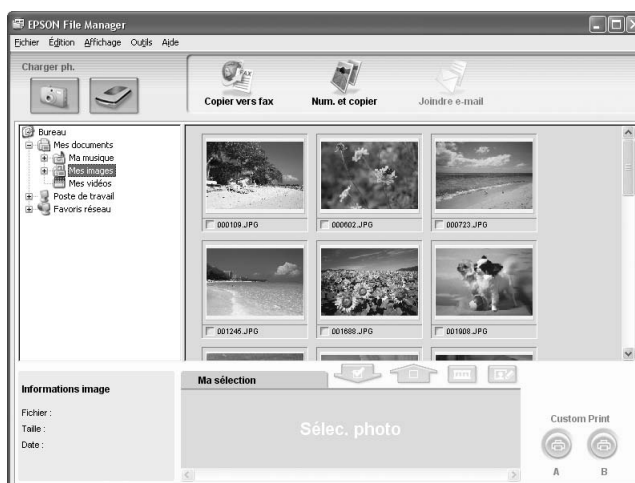 EPSON File Manager
Fichier Édition Affichage Outils Aide
Charger ph.
Copier vers fax Num. et copier Joindre e-mail
FAX
Bureau
Mes documents
Ma musique
Mes images
Mes vidéos
Poste de travail
Favoris réseau
000109.JPG 000602.JPG 000723.JPG
001245.JPG 001688.JPG 001908.JPG
Informations image
Fichier :
Taille :
Date :
Ma sélection
Sélec. photo
Custom Print
A B